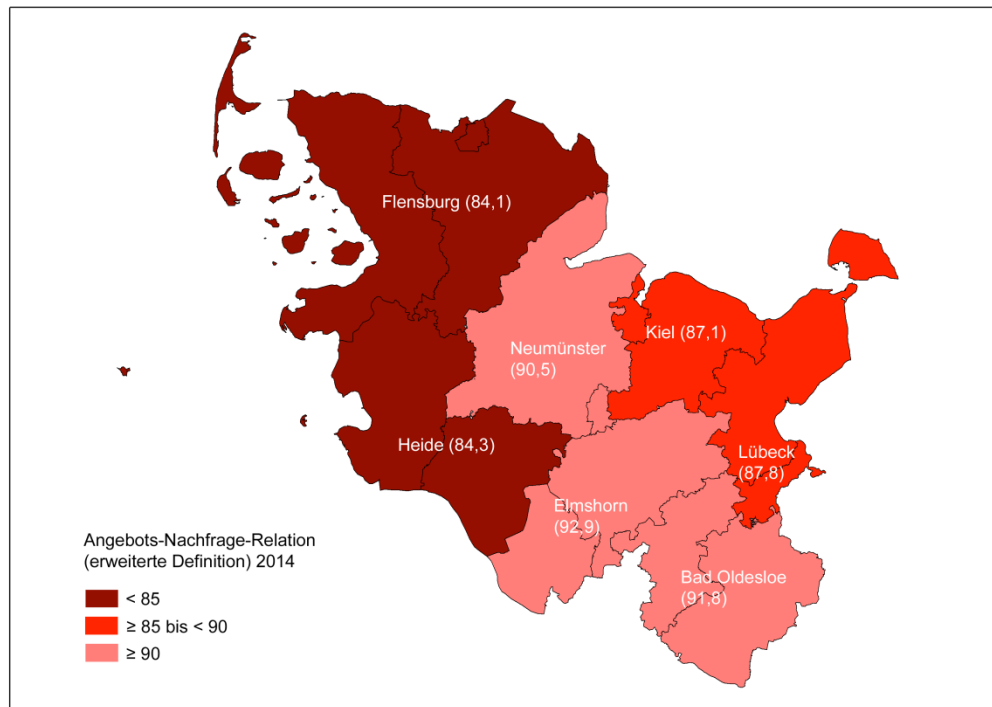 Flensburg (84,1)
Neumünster
(90,5)
Kiel (87,1)
Heide (84,3)
Lübeck
(87,8)
Elmshorn
(92,9)
Bad Oldesloe
(91,8)
Angebots-Nachfrage-Relation
(erweiterte Definition) 2014
< 85
≥ 85 bis < 90
≥ 90